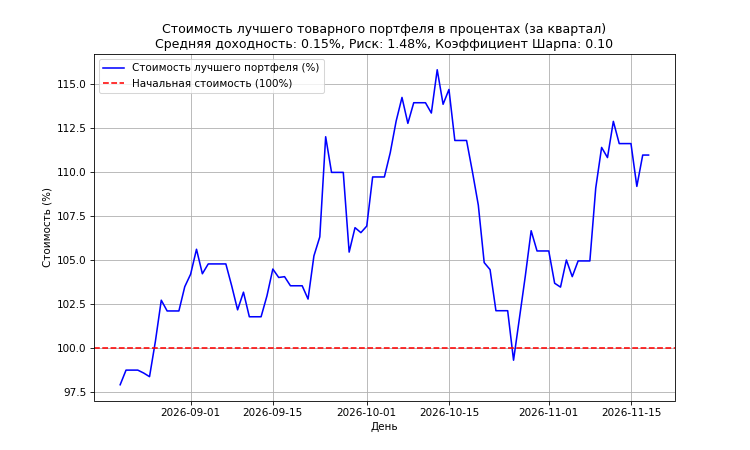 Стоимость лучшего товарного портфеля в процентах (за квартал)
Средняя доходность: 0.15%, Риск: 1.48%, Коэффициент Шарпа: 0.10
Стоимость лучшего портфеля (%)
Начальная стоимость (100%)
Стоимость (%)
115.0
112.5
110.0
107.5
105.0
102.5
100.0
97.5
2026-09-01
2026-09-15
2026-10-01
2026-10-15
2026-11-01
2026-11-15
День